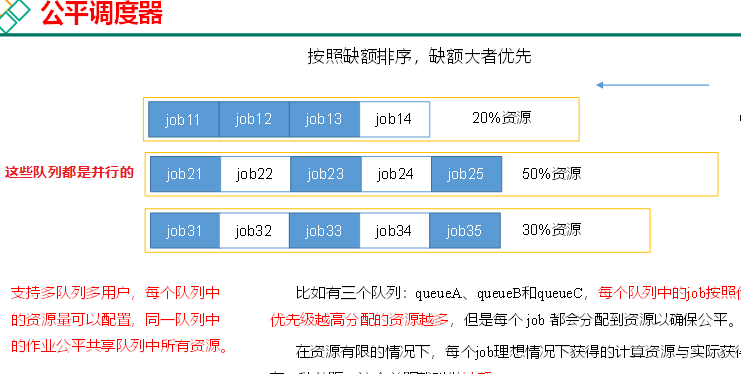 公平调度器
按照缺额排序，缺额大者优先
job11 job12 job13 job14 20%资源
这些队列都是并行的
job21 job22 job23 job24 job25 50%资源
job31 job32 job33 job34 job35 30%资源
支持多队列多用户，每个队列中
的资源量可以配置，同一队列中
的作业公平共享队列中所有资源。
比如有三个队列：queueA、queueB和queueC，每个队列中的job按照
优先级越高分配的资源越多，但是每个 job 都会分配到资源以确保公平。
在资源有限的情况下，每个job理想情况下获得的计算资源与实际获得